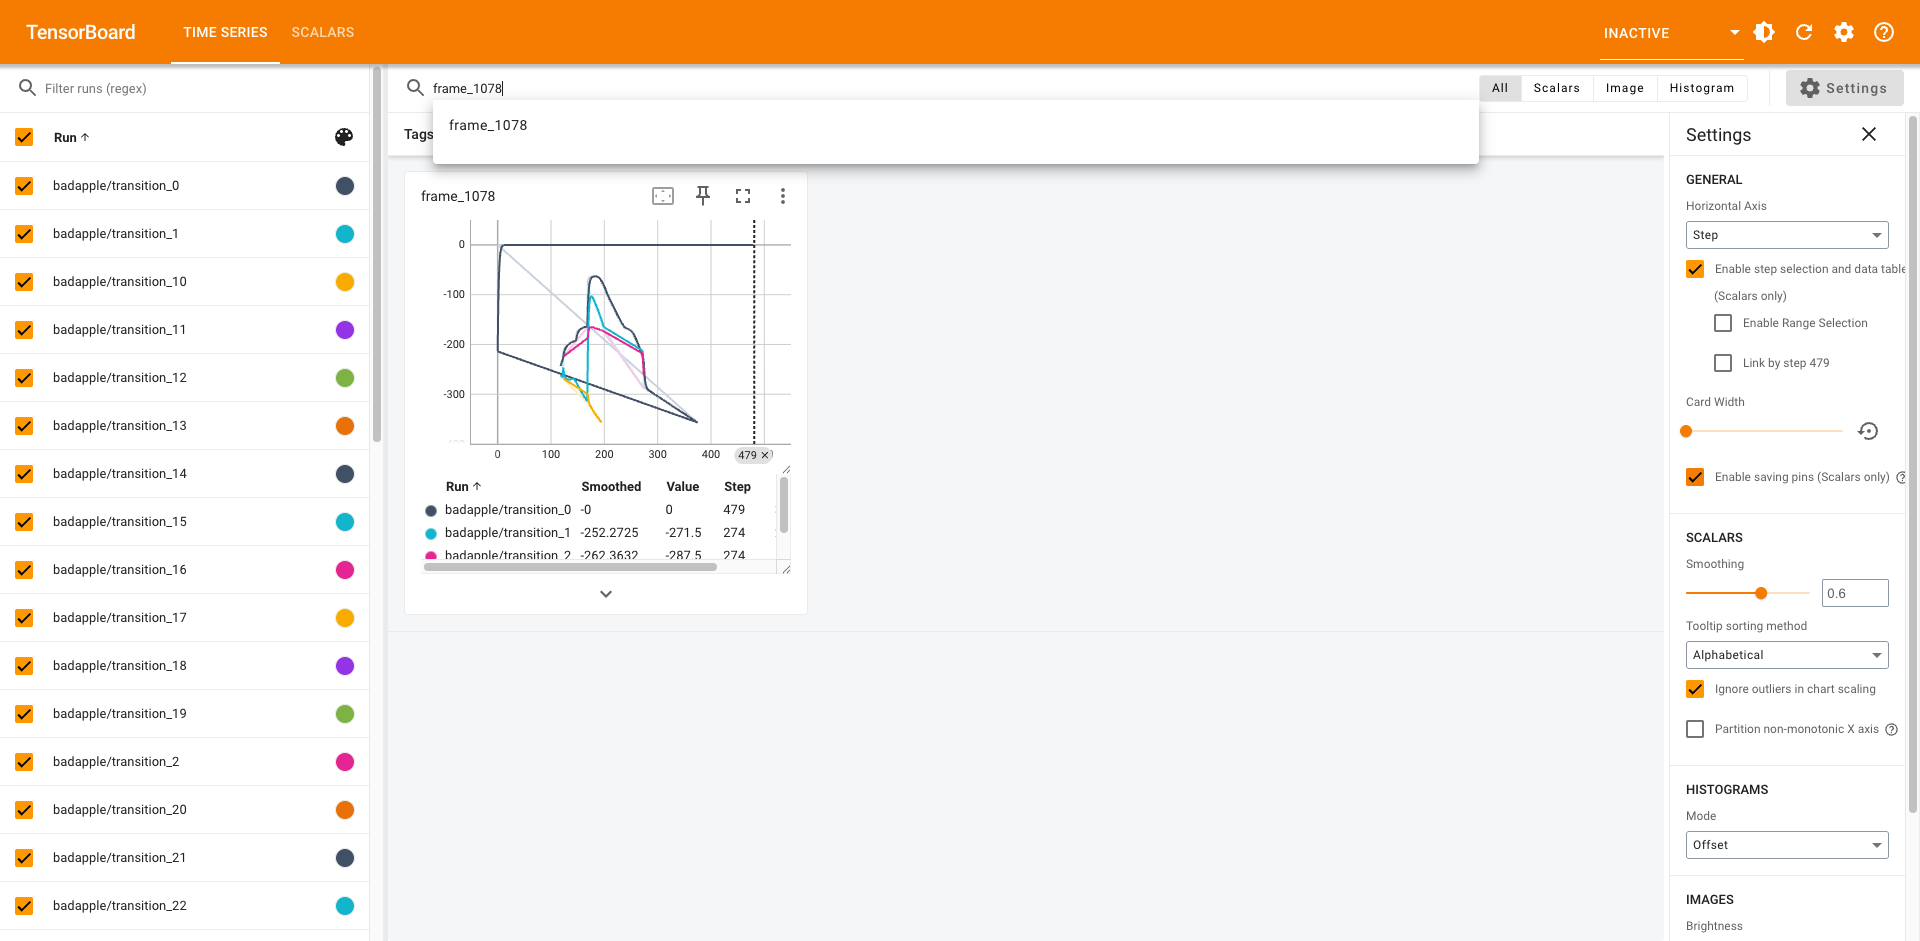 TensorBoard TIME SERIES SCALARS INACTIVE
Filter runs (regex)
Run
badapple/transition_0
badapple/transition_1
badapple/transition_10
badapple/transition_11
badapple/transition_12
badapple/transition_13
badapple/transition_14
badapple/transition_15
badapple/transition_16
badapple/transition_17
badapple/transition_18
badapple/transition_19
badapple/transition_2
badapple/transition_20
badapple/transition_21
badapple/transition_22
frame_1078
All Scalars Image Histogram Settings
frame_1078
Tags
frame_1078
0
-100
-200
-300
0 100 200 300 400 479
Run Smoothed Value Step
badapple/transition_0 -0 0 479
badapple/transition_1 -252.2725 -271.5 274
badapple/transition_2 -262.3632 -287.5 274
Settings
GENERAL
Horizontal Axis
Step
Enable step selection and data table
(Scalars only)
Enable Range Selection
Link by step 479
Card Width
Enable saving pins (Scalars only)
SCALARS
Smoothing
0.6
Tooltip sorting method
Alphabetical
Ignore outliers in chart scaling
Partition non-monotonic X axis
HISTOGRAMS
Mode
Offset
IMAGES
Brightness